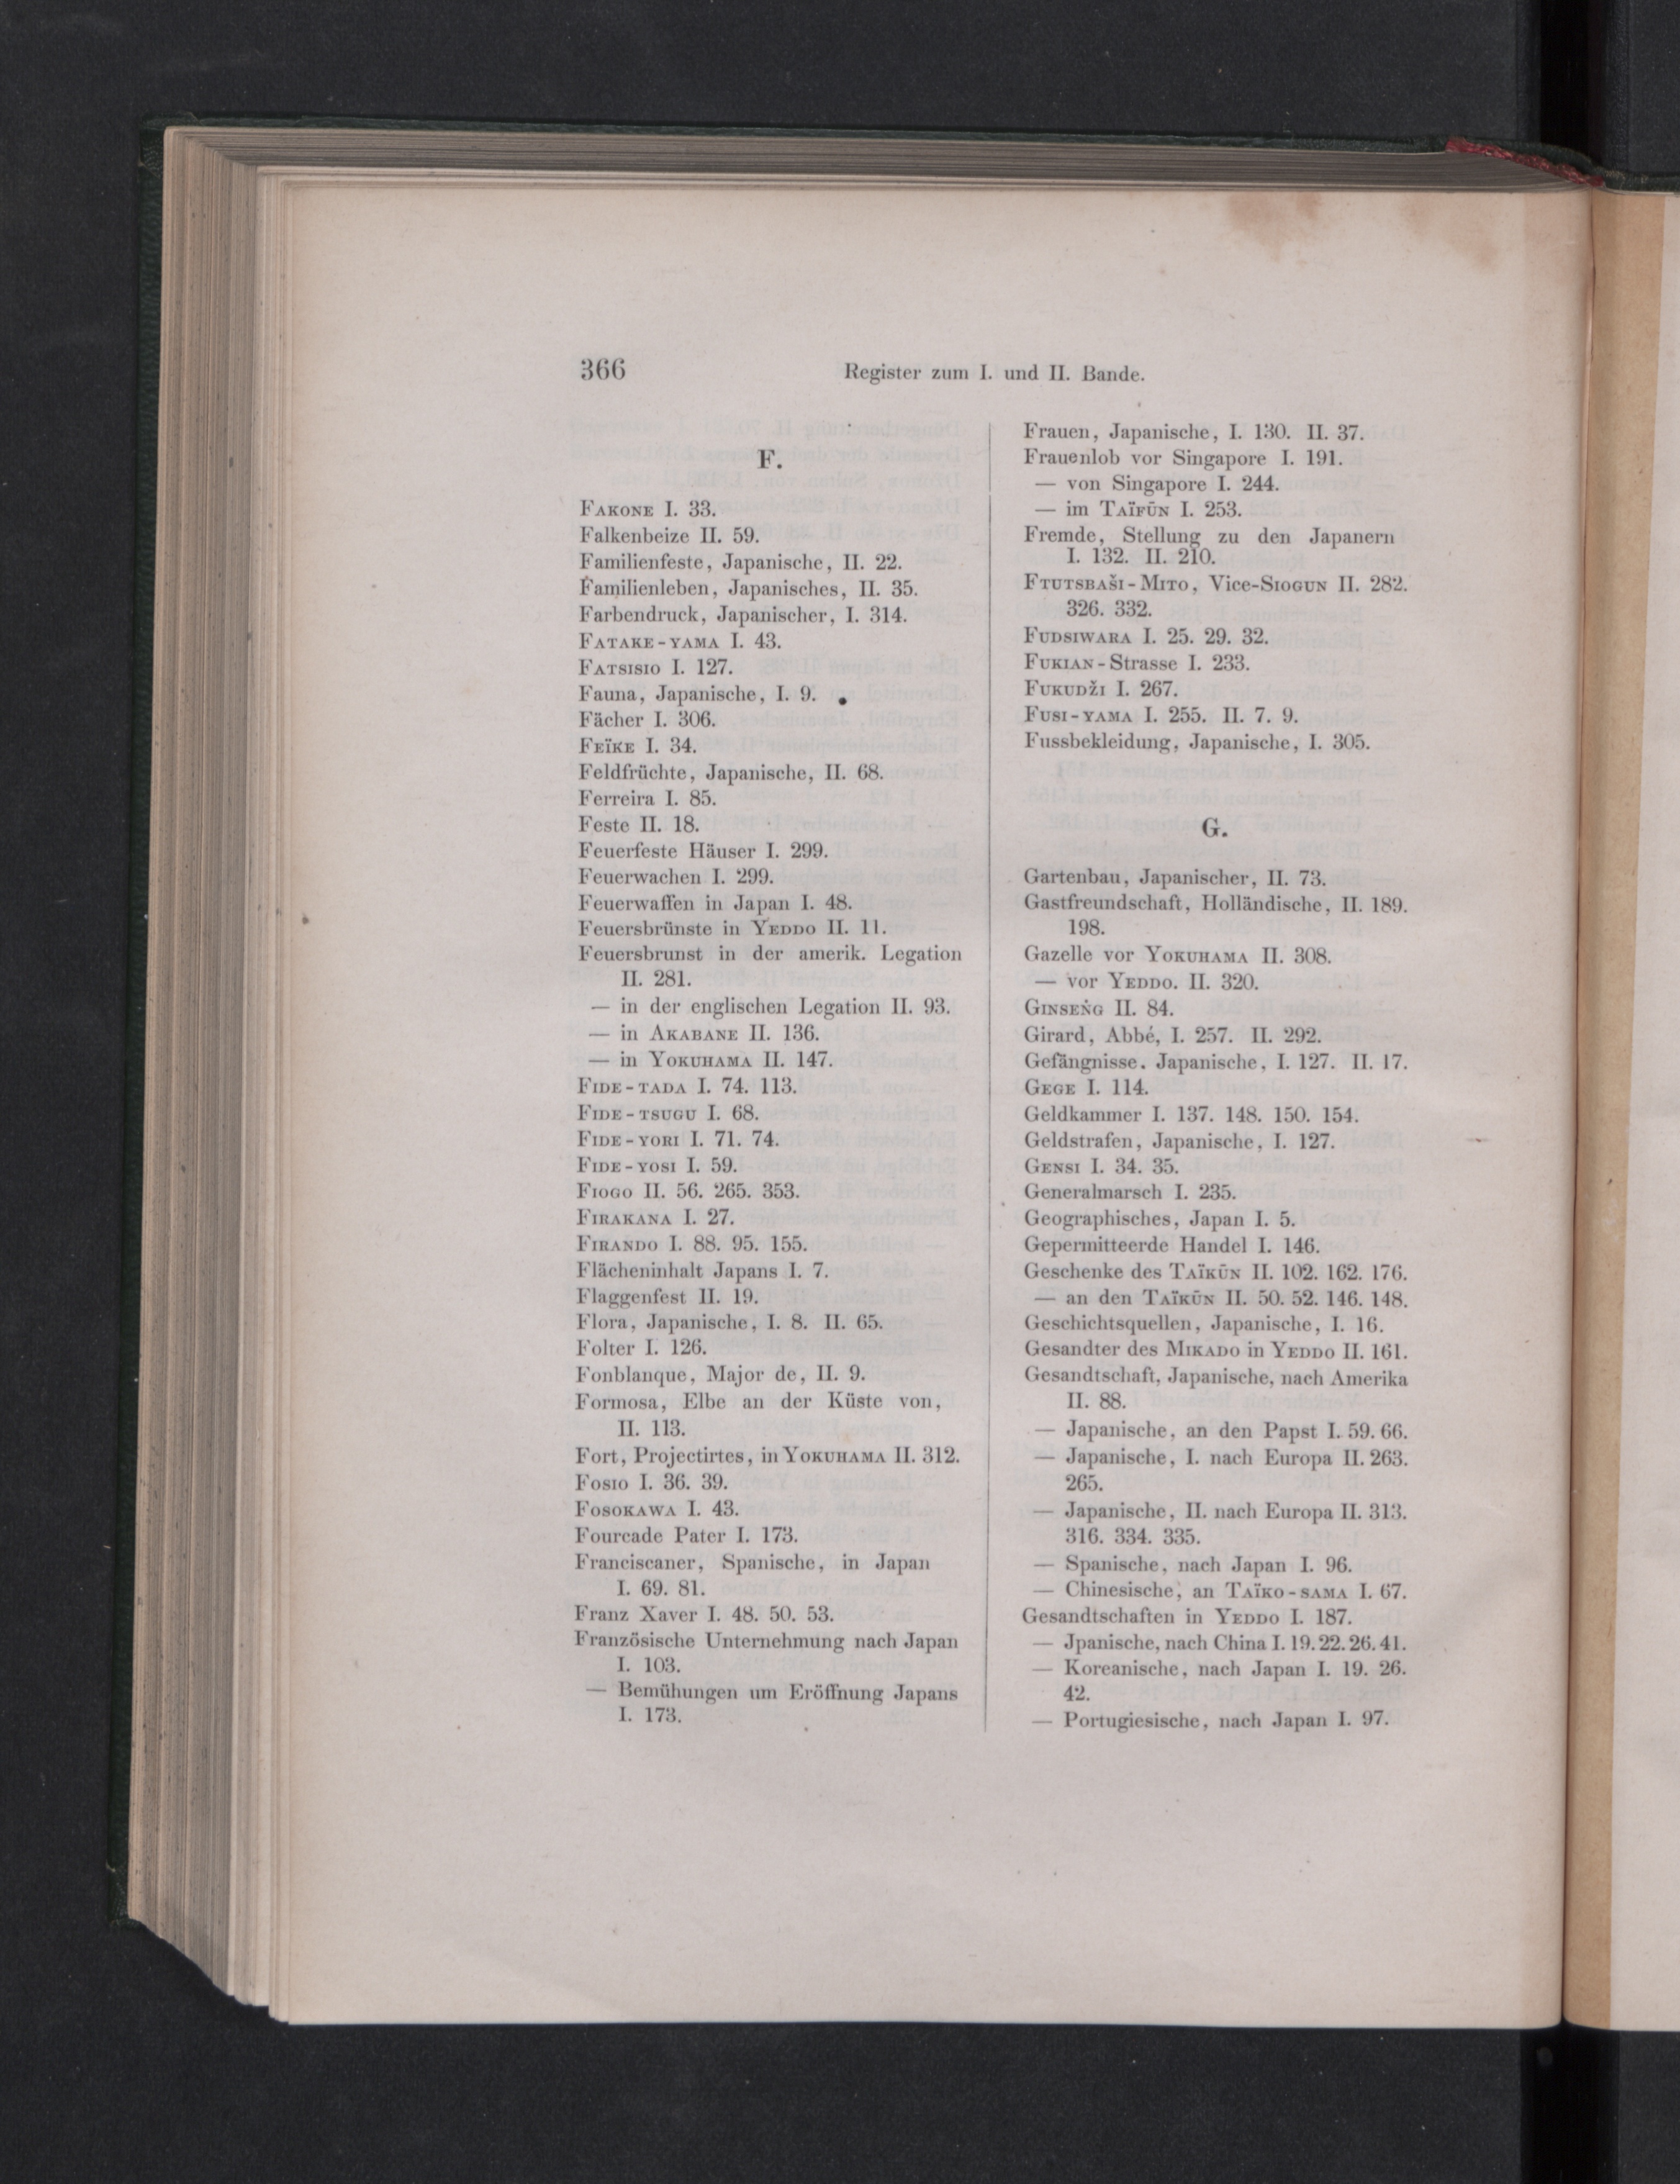 366
Register zum I. und II. Bande.
F.
FAKONE I. 33.
Falkenbeize II. 59.
Familienfeste, Japanische, II. 22.
Familienleben, Japanisches, II. 35.
Farbendruck, Japanischer, I. 314.
FATAKE-YAMA I. 43.
FATSISIO I. 127.
Fauna, Japanische, I. 9.
Fächer I. 306.
FEÏKE I. 34.
Feldfrüchte, Japanische, II. 68.
Ferreira I. 85.
Feste II. 18.
Feuerfeste Häuser I. 299.
Feuerwachen I. 299.
Feuerwaffen in Japan I. 48.
Feuersbrünste in YEDDO II. 11.
Feuersbrunst in der amerik. Legation
II. 281.
— in der englischen Legation II. 93.
— in AKABANE II. 136.
— in YOKUHAMA II. 147.
FIDE-TADA I. 74. 113.
FIDE-TSUGU I. 68.
FIDE-YORI I. 71. 74.
FIDE-YOSI I. 59.
FIOGO II. 56. 265. 353.
FIRAKANA I. 27.
FIRANDO I. 88. 95. 155.
Flächeninhalt Japans I. 7.
Flaggenfest II. 19.
Flora, Japanische, I. 8. II. 65.
Folter I. 126.
Fonblanque, Major de, II. 9.
Formosa, Elbe an der Küste von,
II. 113.
Fort, Projectirtes, in YOKUHAMA II. 312.
FOSIO I. 36. 39.
FOSOKAWA I. 43.
Fourcade Pater I. 173.
Franciscaner, Spanische, in Japan
I. 69. 81.
Franz Xaver I. 48. 50. 53.
Französische Unternehmung nach Japan
I. 103.
— Bemühungen um Eröffnung Japans
I. 173.
Frauen, Japanische, I. 130. II. 37.
Frauenlob vor Singapore I. 191.
— von Singapore I. 244.
— im TAÏFŪN I. 253.
Fremde, Stellung zu den Japanern
I. 132. II. 210.
FTUTSBAŠI-MITO, Vice-SIOGUN II. 282.
326. 332.
FUDSIWARA I. 25. 29. 32.
FUKIAN-Strasse I. 233.
FUKUDŽI I. 267.
FUSI-YAMA I. 255. II. 7. 9.
Fussbekleidung, Japanische, I. 305.
G.
Gartenbau, Japanischer, II. 73.
Gastfreundschaft, Holländische, II. 189.
198.
Gazelle vor YOKUHAMA II. 308.
— vor YEDDO. II. 320.
GINSEṄG II. 84.
Girard, Abbé, I. 257. II. 292.
Gefängnisse. Japanische, I. 127. II. 17.
GEGE I. 114.
Geldkammer I. 137. 148. 150. 154.
Geldstrafen, Japanische, I. 127.
GENSI I. 34. 35.
Generalmarsch I. 235.
Geographisches, Japan I. 5.
Gepermitteerde Handel I. 146.
Geschenke des TAÏKŪN II. 102. 162. 176.
— an den TAÏKŪN II. 50. 52. 146. 148.
Geschichtsquellen, Japanische, I. 16.
Gesandter des MIKADO in YEDDO II. 161.
Gesandtschaft, Japanische, nach Amerika
II. 88.
— Japanische, an den Papst I. 59. 66.
— Japanische, I. nach Europa II. 263.
265.
— Japanische, II. nach Europa II. 313.
316. 334. 335.
— Spanische, nach Japan I. 96.
— Chinesische, an TAÏKO-SAMA I. 67.
Gesandtschaften in YEDDO I. 187.
— Jpanische, nach China I. 19. 22. 26. 41.
— Koreanische, nach Japan I. 19. 26.
42.
— Portugiesische, nach Japan I. 97.